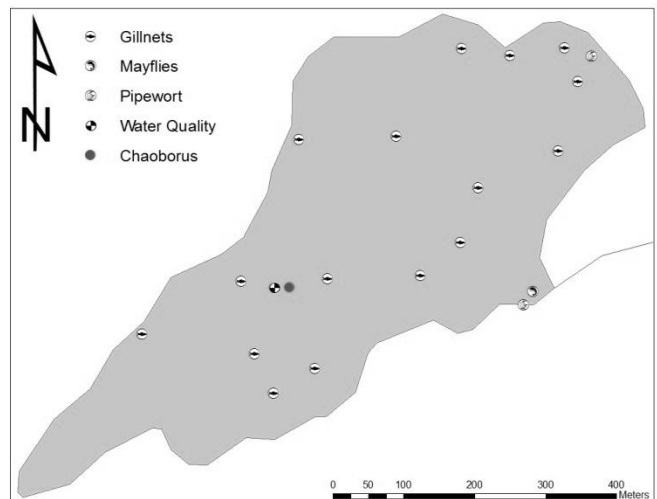 Gillnets
Mayflies
Pipewort
Water Quality
Chaoborus
N
0 50 100 200 300 400
Meters